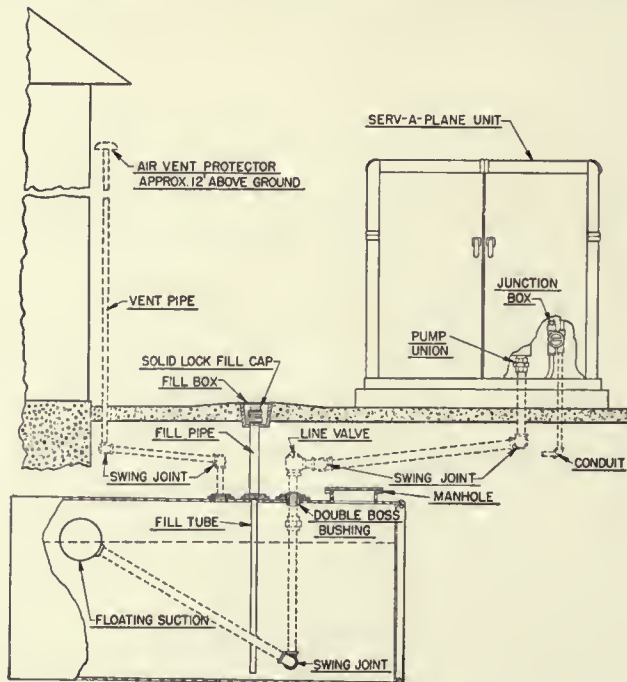 SERV-A-PLANE UNIT
AIR VENT PROTECTOR
APPROX. 12' ABOVE GROUND
JUNCTION
BOX
VENT PIPE
PUMP
UNION
SOLID LOCK FILL CAP
FILL BOX
FILL PIPE
LINE VALVE
SWING JOINT
SWING JOINT
CONDUIT
MANHOLE
FILL TUBE
DOUBLE BOSS
BUSHING
FLOATING SUCTION
SWING JOINT